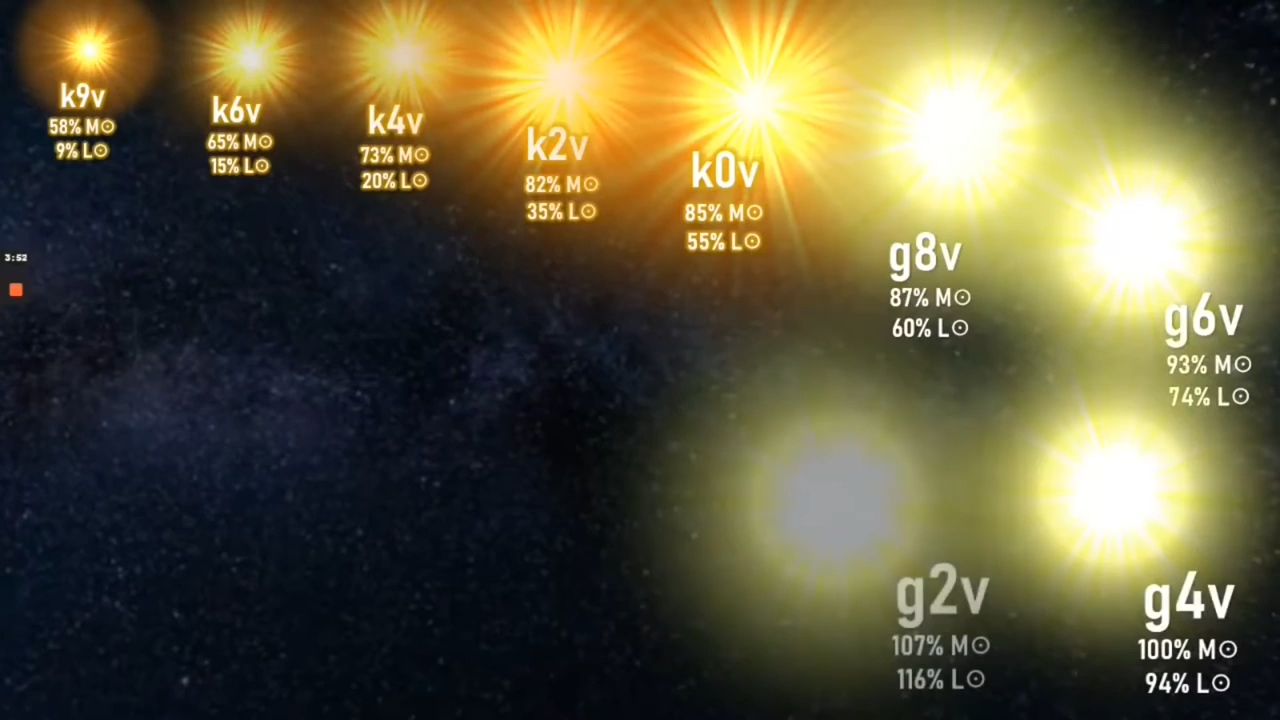 k9v
58% M☉
9% L☉
k6v
65% M☉
15% L☉
k4v
73% M☉
20% L☉
k2v
82% M☉
35% L☉
k0v
85% M☉
55% L☉
g8v
87% M☉
60% L☉
g6v
93% M☉
74% L☉
3:52
g2v
107% M☉
116% L☉
g4v
100% M☉
94% L☉